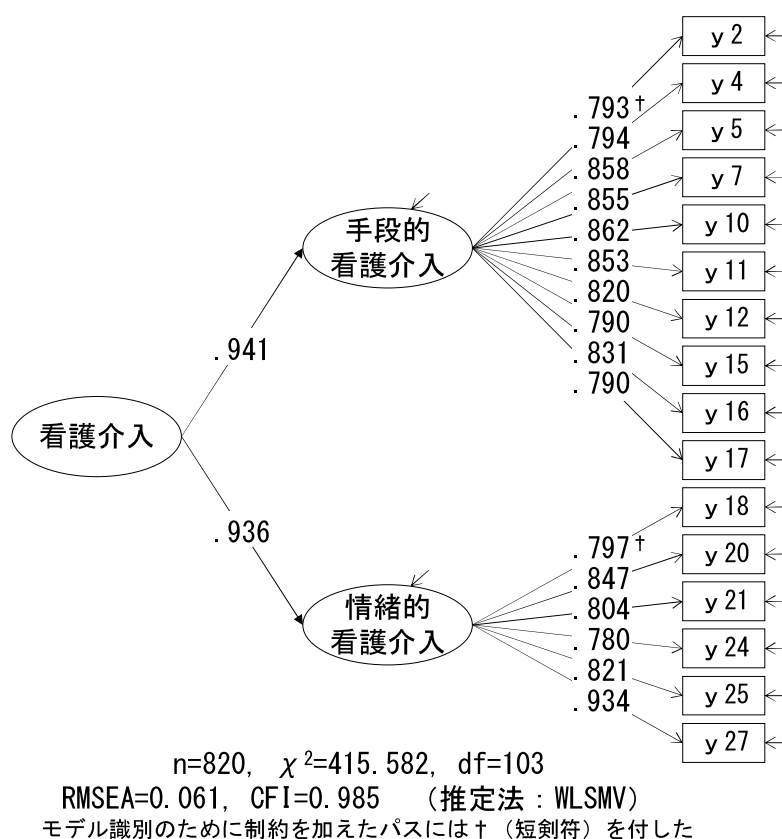 y 2
y 4
y 5
y 7
y 10
y 11
y 12
y 15
y 16
y 17
y 18
y 20
y 21
y 24
y 25
y 27
.793†
.794
.858
.855
.862
.853
.820
.790
.831
.790
手段的
看護介入
.941
看護介入
.936
.797†
.847
.804
.780
.821
.934
情緒的
看護介入
n=820, χ²=415.582, df=103
RMSEA=0.061, CFI=0.985 (推定法:WLSMV)
モデル識別のために制約を加えたパスには†(短剣符)を付した